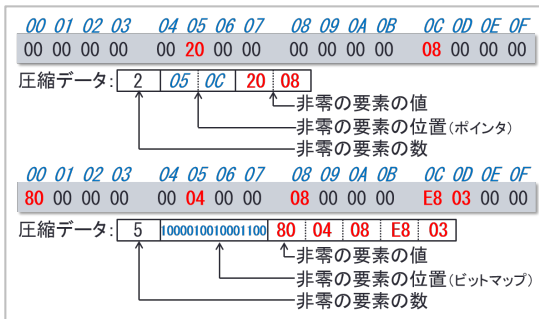 00 01 02 03 04 05 06 07 08 09 0A 0B 0C 0D 0E 0F
00 00 00 00 00 20 00 00 00 00 00 00 08 00 00 00
圧縮データ: 2 05 0C 20 08
非零の要素の値
非零の要素の位置(ポインタ)
非零の要素の数
00 01 02 03 04 05 06 07 08 09 0A 0B 0C 0D 0E 0F
80 00 00 00 00 04 00 00 08 00 00 00 E8 03 00 00
圧縮データ: 5 1000010010001100 80 04 08 E8 03
非零の要素の値
非零の要素の位置(ビットマップ)
非零の要素の数